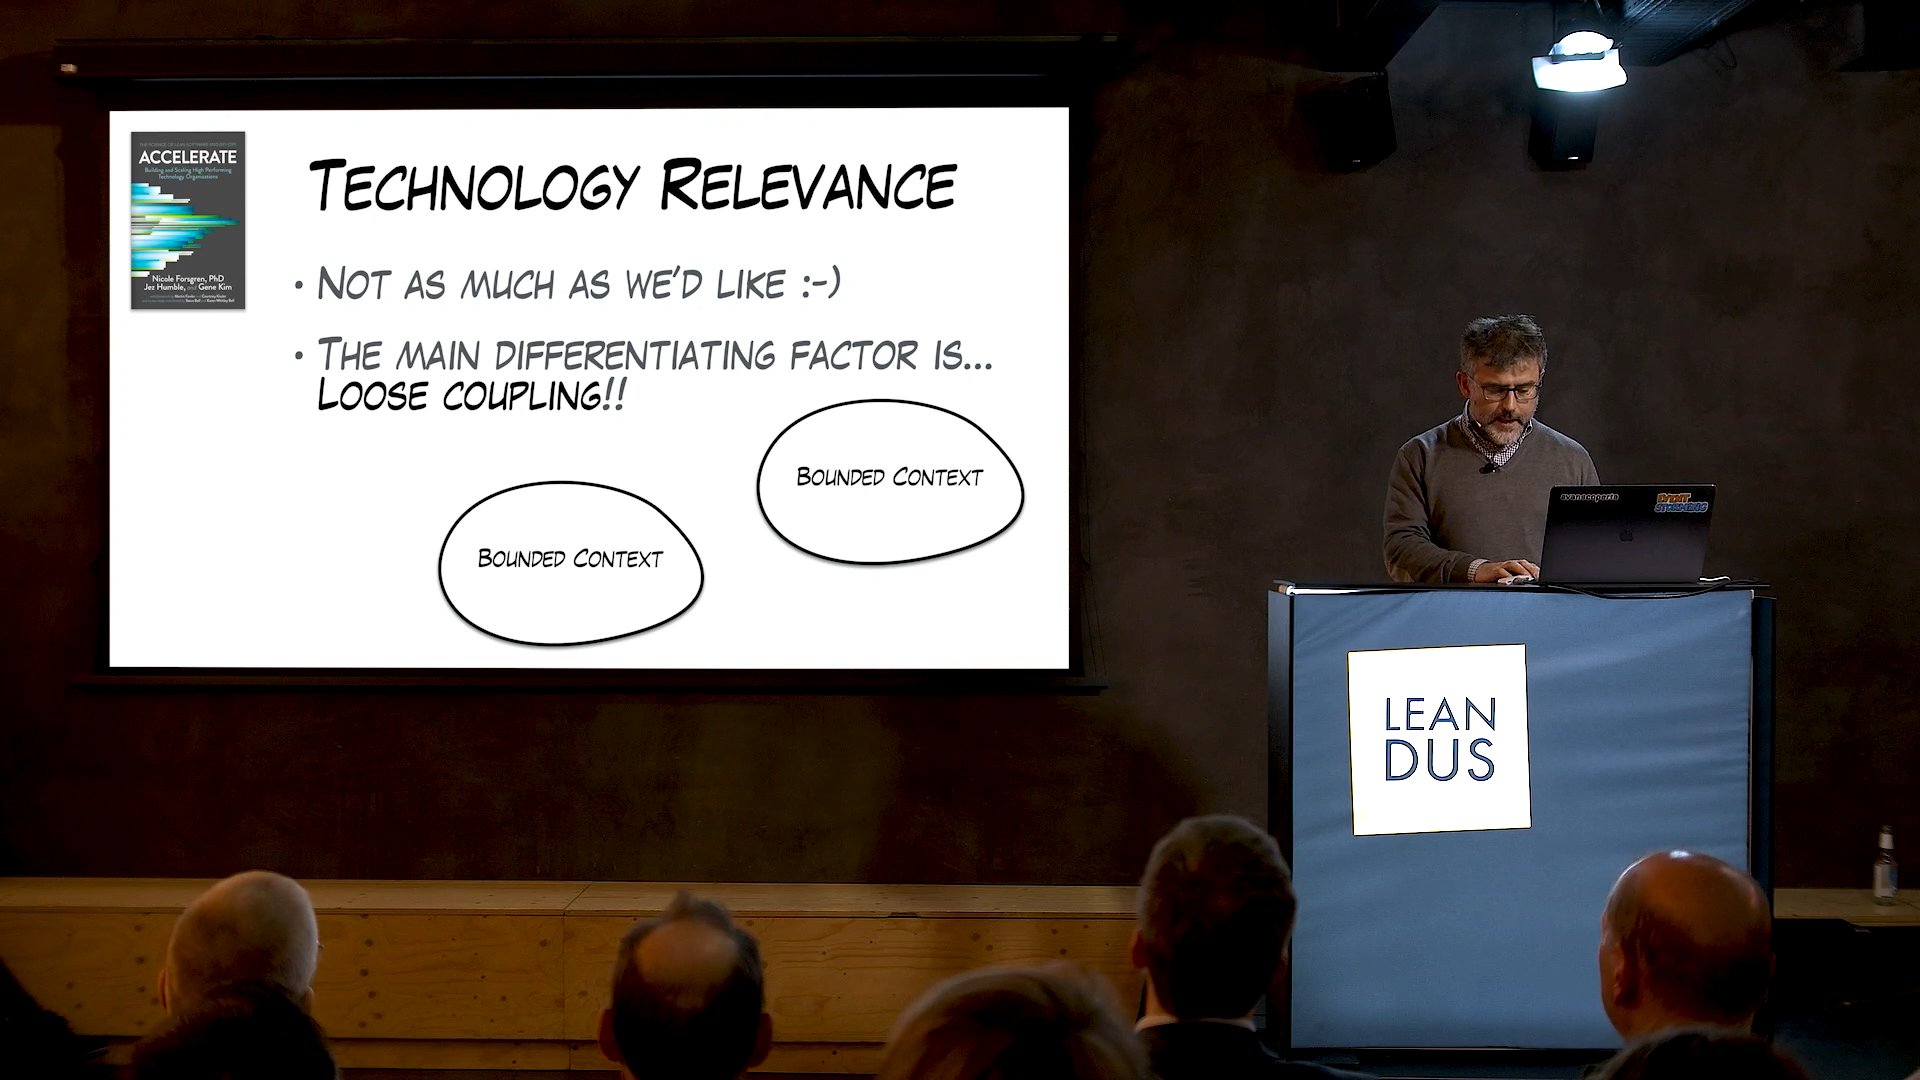 ACCELERATE
Building and Scaling High Performing
Technology Organizations
Nicole Forsgren, PhD
Jez Humble, and Gene Kim
TECHNOLOGY RELEVANCE
• NOT AS MUCH AS WE'D LIKE :-)
• THE MAIN DIFFERENTIATING FACTOR IS...
LOOSE COUPLING!!
BOUNDED CONTEXT
BOUNDED CONTEXT
avanscoperta
EVENT
STORMING
LEAN
DUS